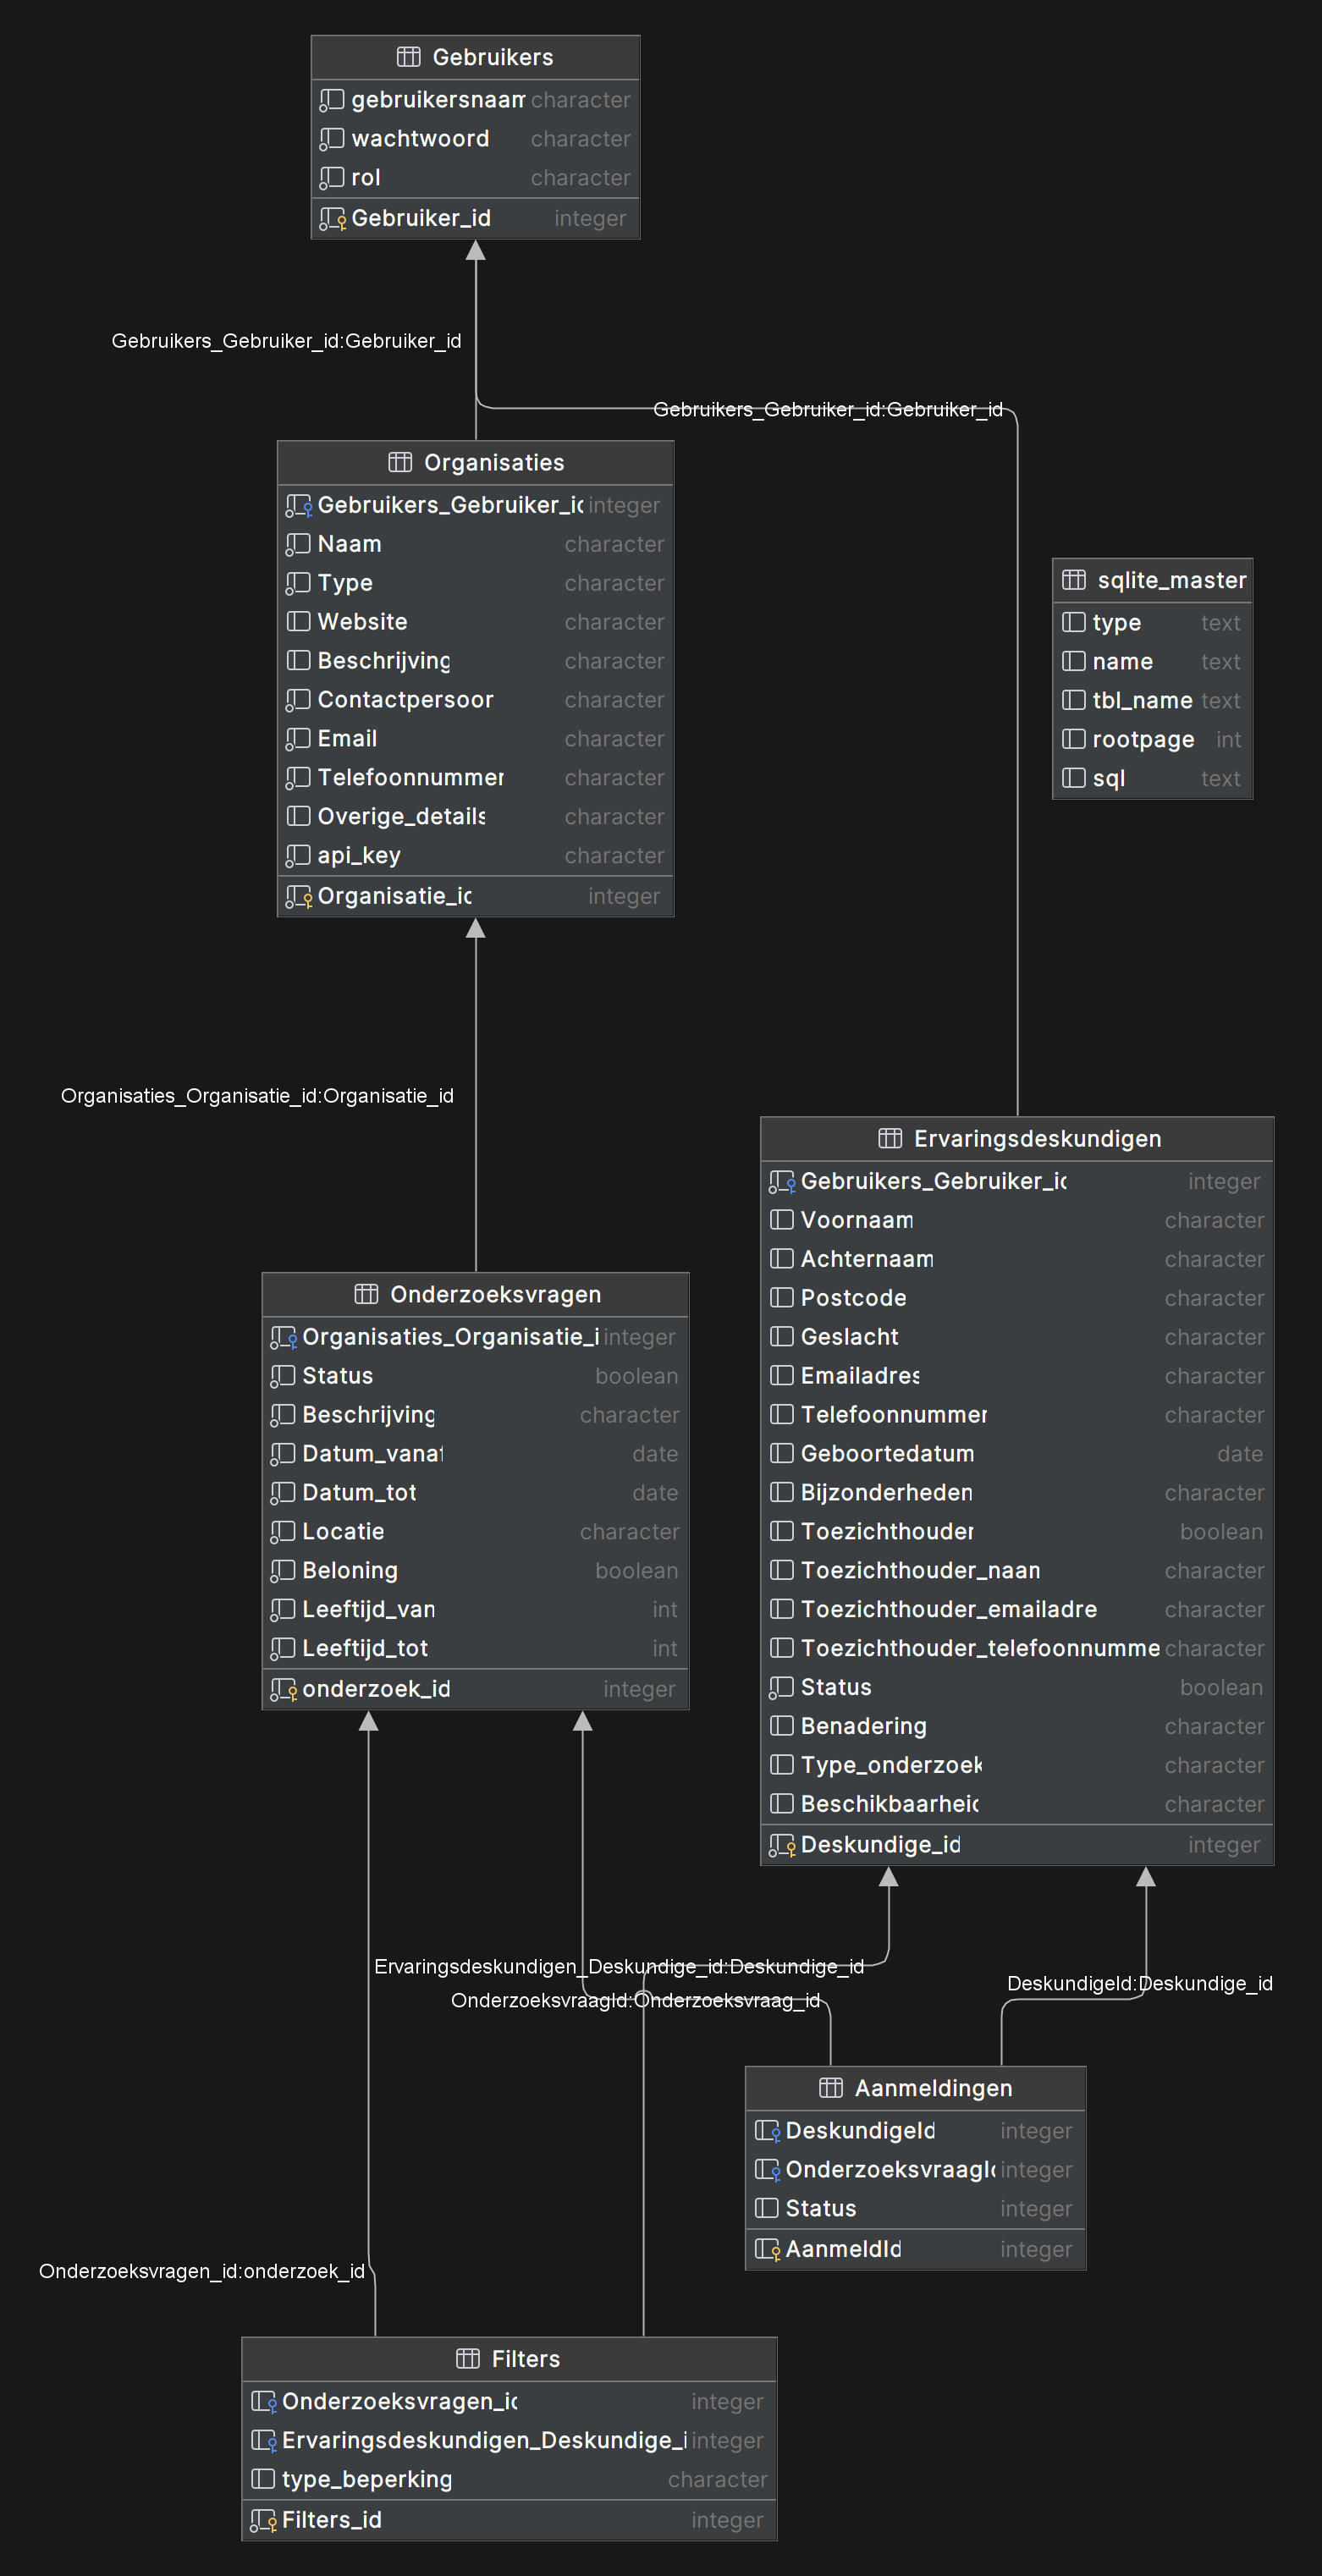 Gebruikers
gebruikersnaam character
wachtwoord character
rol character
Gebruiker_id integer
Gebruikers_Gebruiker_id:Gebruiker_id
Gebruikers_Gebruiker_id:Gebruiker_id
Organisaties
Gebruikers_Gebruiker_id integer
Naam character
Type character
Website character
Beschrijving character
Contactpersoon character
Email character
Telefoonnummer character
Overige_details character
api_key character
Organisatie_id integer
sqlite_master
type text
name text
tbl_name text
rootpage int
sql text
Organisaties_Organisatie_id:Organisatie_id
Ervaringsdeskundigen
Gebruikers_Gebruiker_id integer
Voornaam character
Achternaam character
Postcode character
Geslacht character
Emailadres character
Telefoonnummer character
Geboortedatum date
Bijzonderheden character
Toezichthouder boolean
Toezichthouder_naam character
Toezichthouder_emailadre character
Toezichthouder_telefoonnumme character
Status boolean
Benadering character
Type_onderzoek character
Beschikbaarheid character
Deskundige_id integer
Onderzoeksvragen
Organisaties_Organisatie_i integer
Status boolean
Beschrijving character
Datum_vanaf date
Datum_tot date
Locatie character
Beloning boolean
Leeftijd_van int
Leeftijd_tot int
onderzoek_id integer
Ervaringsdeskundigen_Deskundige_id:Deskundige_id
DeskundigeId:Deskundige_id
OnderzoeksvraagId:Onderzoeksvraag_id
Aanmeldingen
DeskundigeId integer
OnderzoeksvraagId integer
Status integer
AanmeldId integer
Onderzoeksvragen_id:onderzoek_id
Filters
Onderzoeksvragen_id integer
Ervaringsdeskundigen_Deskundige_i integer
type_beperking character
Filters_id integer